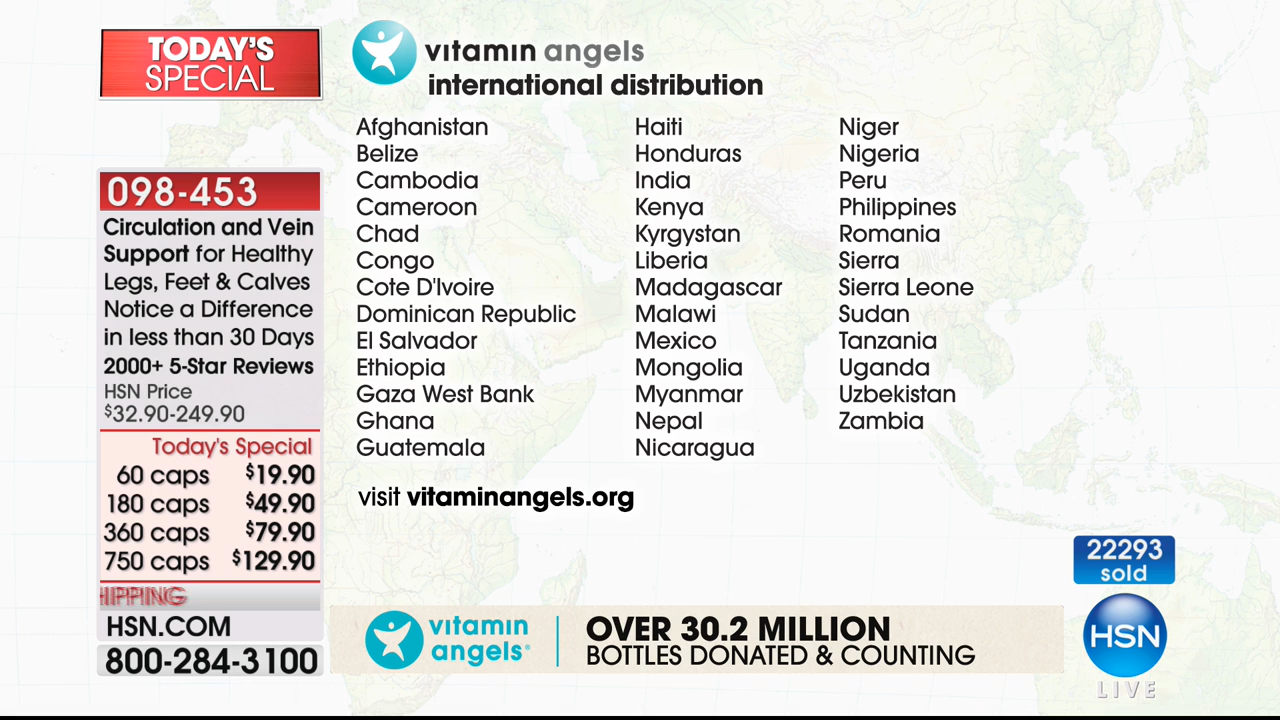 TODAY'S
SPECIAL
vitamin angels
international distribution
Afghanistan
Belize
Cambodia
Cameroon
Chad
Congo
Cote D'Ivoire
Dominican Republic
El Salvador
Ethiopia
Gaza West Bank
Ghana
Guatemala
Haiti
Honduras
India
Kenya
Kyrgystan
Liberia
Madagascar
Malawi
Mexico
Mongolia
Myanmar
Nepal
Nicaragua
Niger
Nigeria
Peru
Philippines
Romania
Sierra
Sierra Leone
Sudan
Tanzania
Uganda
Uzbekistan
Zambia
visit vitaminangels.org
098-453
Circulation and Vein
Support for Healthy
Legs, Feet & Calves
Notice a Difference
in less than 30 Days
2000+ 5-Star Reviews
HSN Price
$32.90-249.90
Today's Special
60 caps $19.90
180 caps $49.90
360 caps $79.90
750 caps $129.90
HIPPING
HSN.COM
800-284-3100
vitamin
angels®
OVER 30.2 MILLION
BOTTLES DONATED & COUNTING
22293
sold
HSN
LIVE